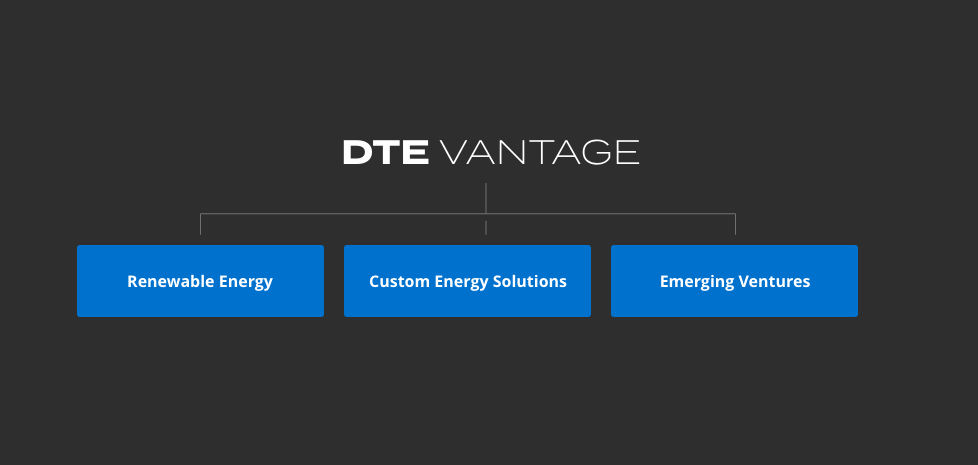 DTE VANTAGE
Renewable Energy
Custom Energy Solutions
Emerging Ventures